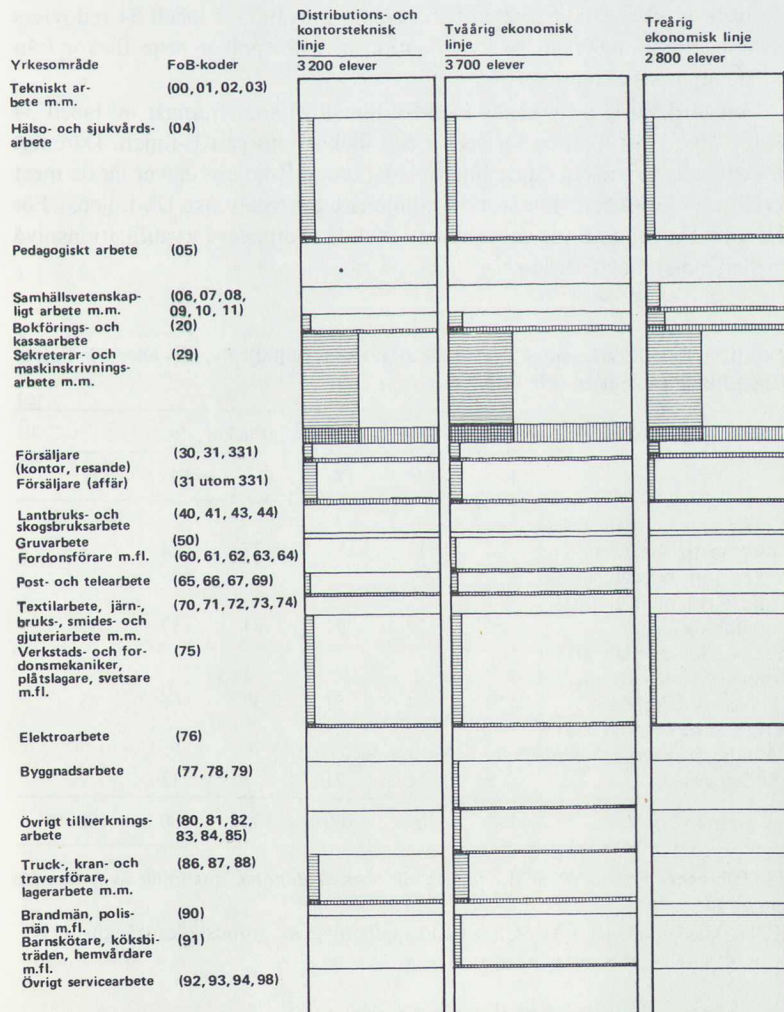 Distributions- och
kontorsteknisk
linje
3 200 elever
Tvåårig ekonomisk
linje
3 700 elever
Treårig
ekonomisk linje
2 800 elever
Yrkesområde FoB-koder
Tekniskt ar- (00, 01, 02, 03)
bete m.m.
Hälso- och sjukvårds- (04)
arbete
Pedagogiskt arbete (05)
Samhällsvetenskap- (06, 07, 08,
ligt arbete m.m. 09, 10, 11)
Bokförings- och (20)
kassaarbete
Sekreterar- och (29)
maskinskrivnings-
arbete m.m.
Försäljare (30, 31, 331)
(kontor, resande)
Försäljare (affär) (31 utom 331)
Lantbruks- och (40, 41, 43, 44)
skogsbruksarbete
Gruvarbete (50)
Fordonsförare m.fl. (60, 61, 62, 63, 64)
Post- och telearbete (65, 66, 67, 69)
Textilarbete, järn-, (70, 71, 72, 73, 74)
bruks-, smides- och
gjuteriarbete m.m.
Verkstads- och for- (75)
donsmekaniker,
plåtslagare, svetsare
m.fl.
Elektroarbete (76)
Byggnadsarbete (77, 78, 79)
Övrigt tillverknings- (80, 81, 82,
arbete 83, 84, 85)
Truck-, kran- och (86, 87, 88)
traversförare,
lagerarbete m.m.
Brandmän, polis- (90)
män m.fl.
Barnskötare, köksbi- (91)
träden, hemvårdare
m.fl.
Övrigt servicearbete (92, 93, 94, 98)